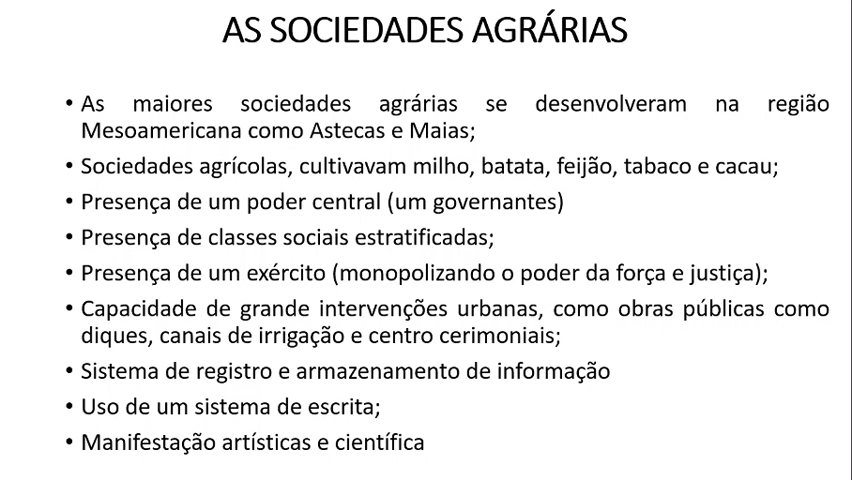 AS SOCIEDADES AGRÁRIAS
• As maiores sociedades agrárias se desenvolveram na região
Mesoamericana como Astecas e Maias;
• Sociedades agrícolas, cultivavam milho, batata, feijão, tabaco e cacau;
• Presença de um poder central (um governantes)
• Presença de classes sociais estratificadas;
• Presença de um exército (monopolizando o poder da força e justiça);
• Capacidade de grande intervenções urbanas, como obras públicas como
diques, canais de irrigação e centro cerimoniais;
• Sistema de registro e armazenamento de informação
• Uso de um sistema de escrita;
• Manifestação artísticas e científica